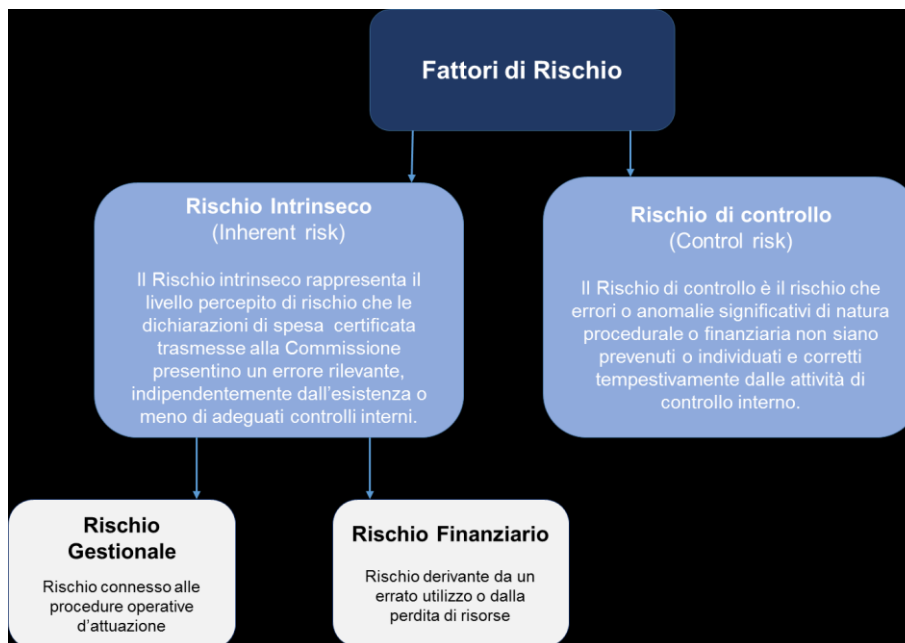 Fattori di Rischio
Rischio Intrinseco
(Inherent risk)
Il Rischio intrinseco rappresenta il
livello percepito di rischio che le
dichiarazioni di spesa certificata
trasmesse alla Commissione
presentino un errore rilevante,
indipendentemente dall'esistenza o
meno di adeguati controlli interni.
Rischio di controllo
(Control risk)
Il Rischio di controllo è il rischio che
errori o anomalie significativi di natura
procedurale o finanziaria non siano
prevenuti o individuati e corretti
tempestivamente dalle attività di
controllo interno.
Rischio
Gestionale
Rischio connesso alle
procedure operative
d'attuazione
Rischio Finanziario
Rischio derivante da un
errato utilizzo o dalla
perdita di risorse